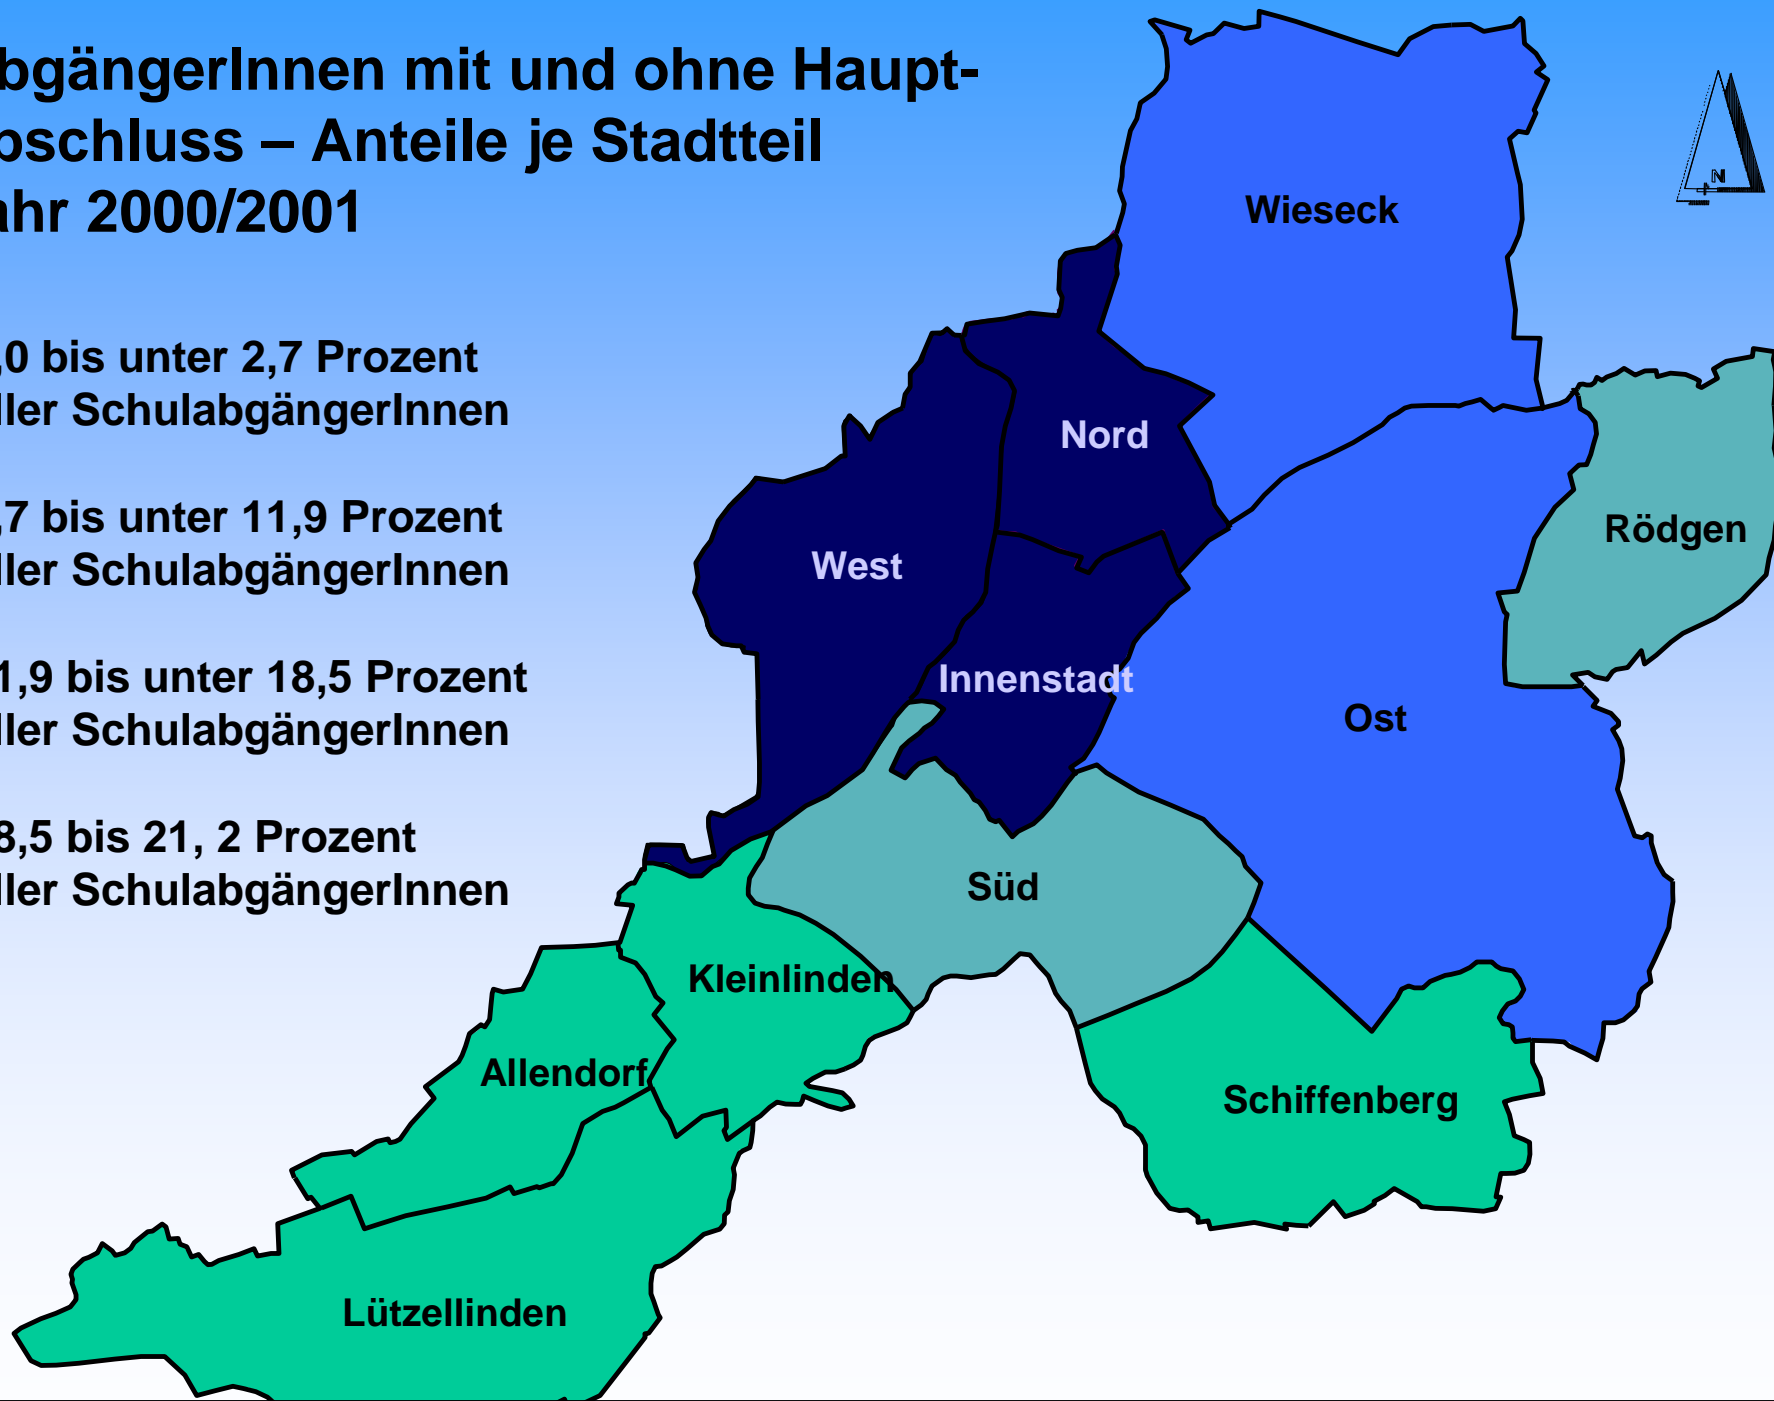 bgängerInnen mit und ohne Haupt-
bschluss – Anteile je Stadtteil
ahr 2000/2001
,0 bis unter 2,7 Prozent
ller SchulabgängerInnen
,7 bis unter 11,9 Prozent
ller SchulabgängerInnen
1,9 bis unter 18,5 Prozent
ller SchulabgängerInnen
8,5 bis 21, 2 Prozent
ller SchulabgängerInnen
N
Wieseck
Nord
Rödgen
West
Innenstadt
Ost
Süd
Kleinlinden
Allendorf
Schiffenberg
Lützellinden